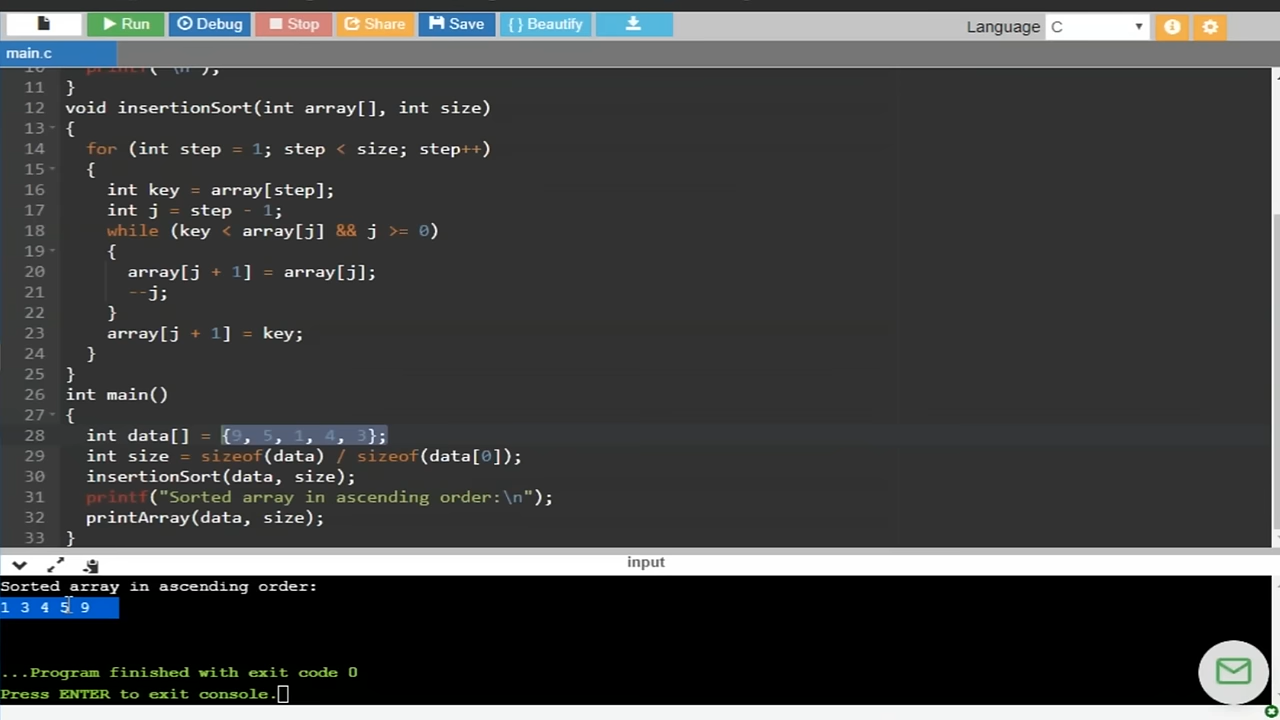 Run Debug Stop Share Save { } Beautify Language C
main.c
10 printf("\n");
11 }
12 void insertionSort(int array[], int size)
13 {
14 for (int step = 1; step < size; step++)
15 {
16 int key = array[step];
17 int j = step - 1;
18 while (key < array[j] && j >= 0)
19 {
20 array[j + 1] = array[j];
21 --j;
22 }
23 array[j + 1] = key;
24 }
25 }
26 int main()
27 {
28 int data[] = {9, 5, 1, 4, 3};
29 int size = sizeof(data) / sizeof(data[0]);
30 insertionSort(data, size);
31 printf("Sorted array in ascending order:\n");
32 printArray(data, size);
33 }
input
Sorted array in ascending order:
1 3 4 5 9
...Program finished with exit code 0
Press ENTER to exit console.